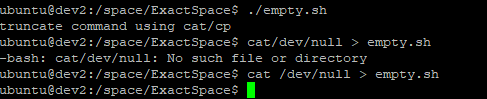 ubuntu@dev2:/space/ExactSpace$ ./empty.sh
truncate command using cat/cp
ubuntu@dev2:/space/ExactSpace$ cat/dev/null > empty.sh
-bash: cat/dev/null: No such file or directory
ubuntu@dev2:/space/ExactSpace$ cat /dev/null > empty.sh
ubuntu@dev2:/space/ExactSpace$